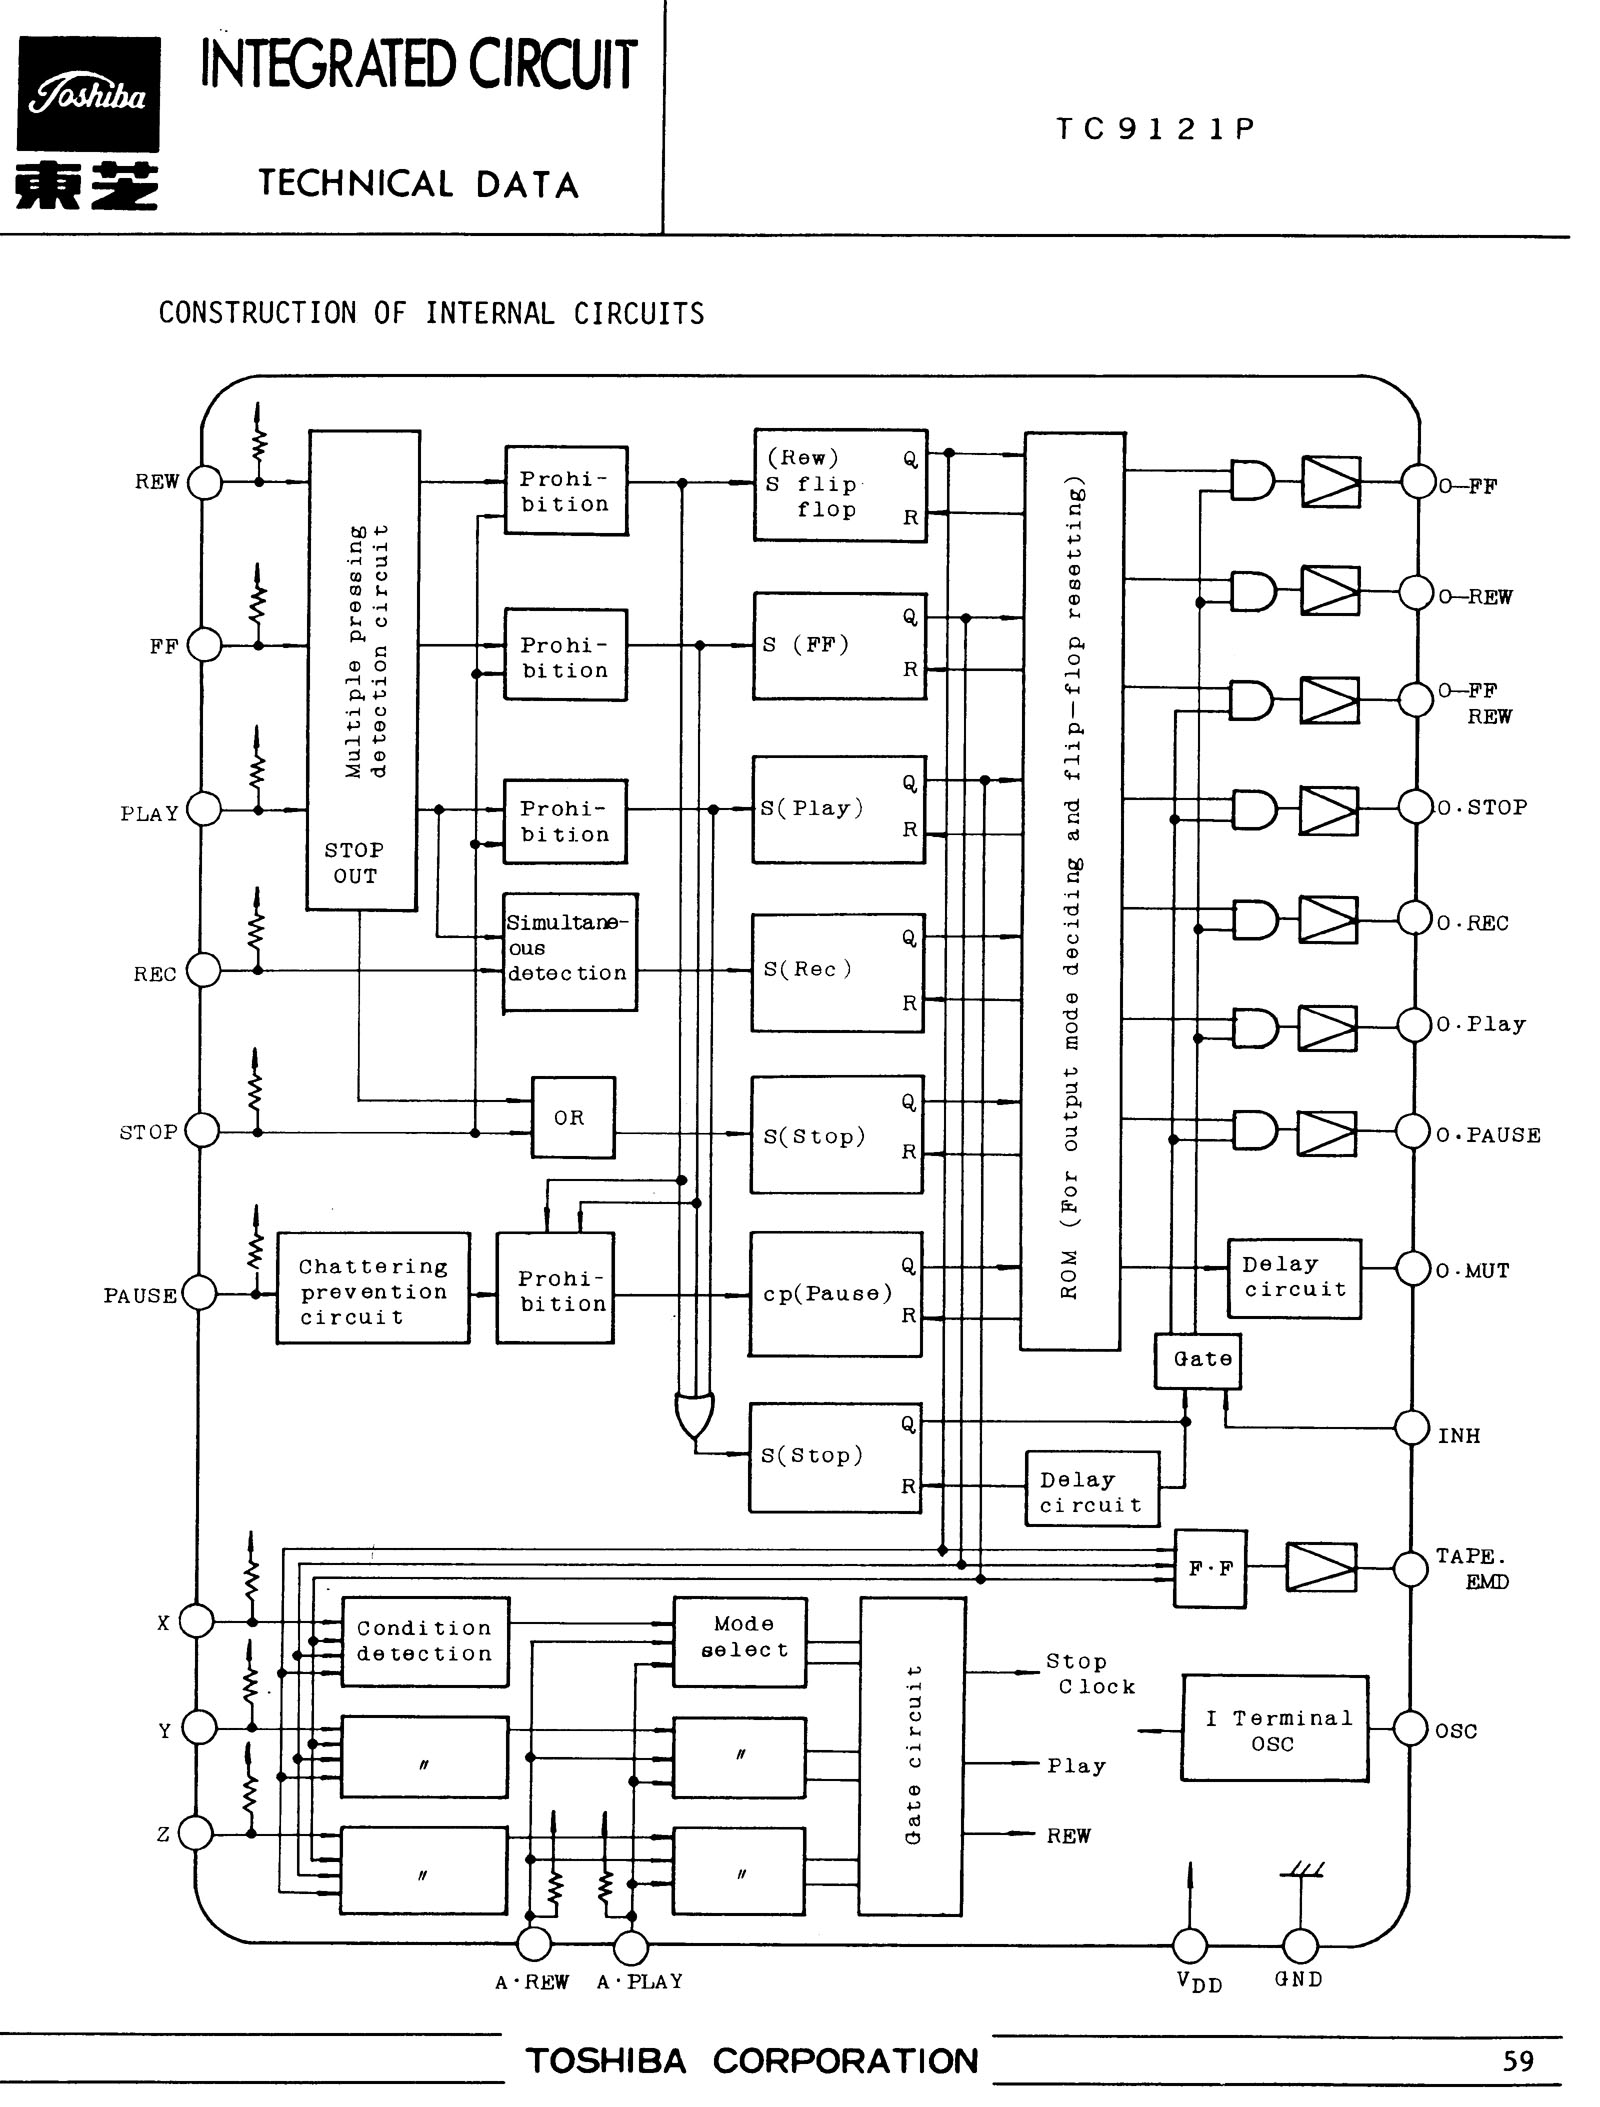 INTEGRATED CIRCUIT
Toshiba
東芝
TECHNICAL DATA
TC9121P
CONSTRUCTION OF INTERNAL CIRCUITS
REW
FF
PLAY
REC
STOP
PAUSE
X
Y
Z
Multiple pressing
detection circuit
STOP
OUT
Prohi-
bition
Prohi-
bition
Prohi-
bition
Simultane-
ous
detection
OR
Chattering
prevention
circuit
Prohi-
bition
(Rew)
S flip
flop
Q
R
S (FF)
Q
R
S(Play)
Q
R
S(Rec)
Q
R
S(Stop)
Q
R
cp(Pause)
Q
R
S(Stop)
Q
R
ROM (For output mode deciding and flip-flop resetting)
Delay
circuit
Gate
Delay
circuit
F·F
O-FF
O-REW
O-FF
REW
O.STOP
O.REC
O.Play
O.PAUSE
O.MUT
INH
TAPE.
EMD
OSC
Condition
detection
〃
〃
Mode
select
〃
〃
Gate circuit
Stop
Clock
Play
REW
I Terminal
OSC
A·REW
A·PLAY
VDD
GND
TOSHIBA CORPORATION
59